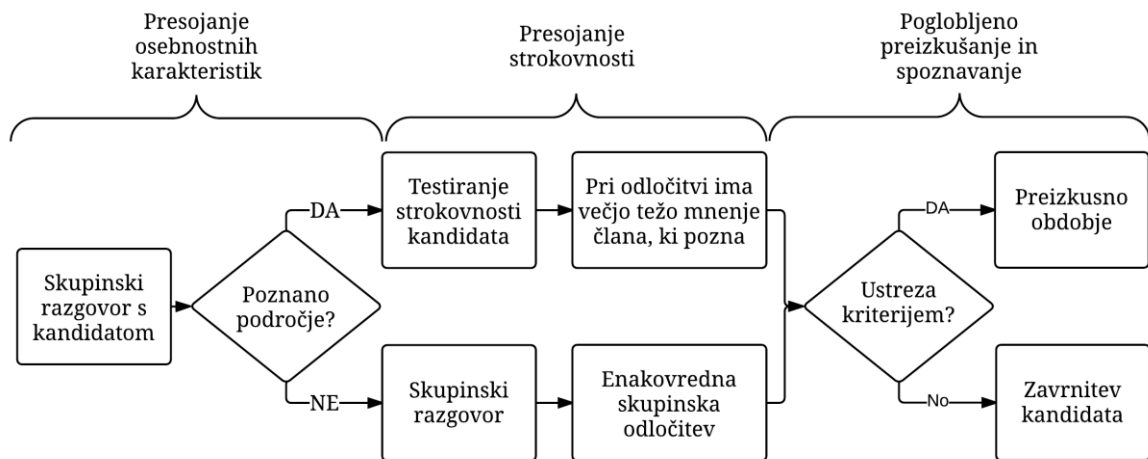 Presojanje
osebnostnih
karakteristik
Presojanje
strokovnosti
Poglobljeno
preizkušanje in
spoznavanje
Skupinski
razgovor s
kandidatom
Poznano
področje?
DA
NE
Testiranje
strokovnosti
kandidata
Pri odločitvi ima
večjo težo mnenje
člana, ki pozna
Skupinski
razgovor
Enakovredna
skupinska
odločitev
Ustreza
kriterijem?
DA
No
Preizkusno
obdobje
Zavrnitev
kandidata